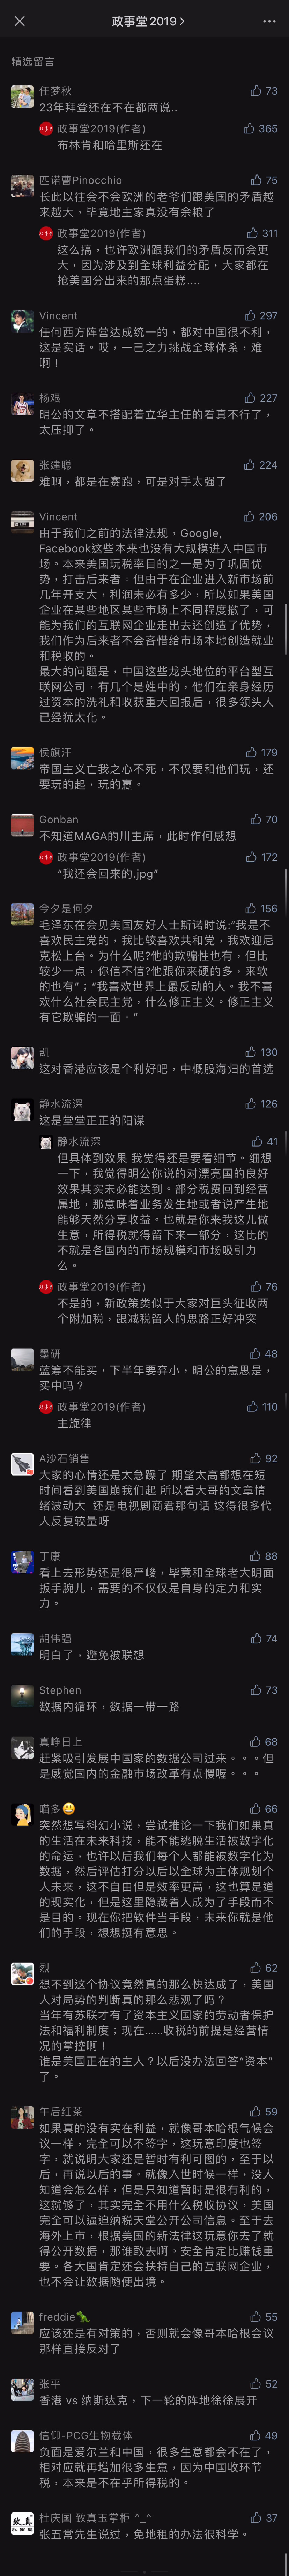 政事堂2019
精选留言
任梦秋
73
23年拜登还在不在都两说..
政事堂2019(作者)
365
布林肯和哈里斯还在
匹诺曹Pinocchio
75
长此以往会不会欧洲的老爷们跟美国的矛盾越
来越大，毕竟地主家真没有余粮了
政事堂2019(作者)
311
这么搞，也许欧洲跟我们的矛盾反而会更
大，因为涉及到全球利益分配，大家都在
抢美国分出来的那点蛋糕....
Vincent
297
任何西方阵营达成统一的，都对中国很不利，
这是实话。哎，一己之力挑战全球体系，难
啊！
杨艰
227
明公的文章不搭配着立华主任的看真不行了，
太压抑了。
张建聪
224
难啊，都是在赛跑，可是对手太强了
Vincent
206
由于我们之前的法律法规，Google,
Facebook这些本来也没有大规模进入中国市
场。本来美国玩税率目的之一是为了巩固优
势，打击后来者。但由于在企业进入新市场前
几年开支大，利润未必有多少，所以如果美国
企业在某些地区某些市场上不同程度撤了，可
能为我们的互联网企业走出去还创造了优势，
我们作为后来者不会吝惜给市场本地创造就业
和税收的。
最大的问题是，中国这些龙头地位的平台型互
联网公司，有几个是姓中的，他们在亲身经历
过资本的洗礼和收获重大回报后，很多领头人
已经犹太化。
侯旗汗
179
帝国主义亡我之心不死，不仅要和他们玩，还
要玩的起，玩的赢。
Gonban
70
不知道MAGA的川主席，此时作何感想
政事堂2019(作者)
172
“我还会回来的.jpg”
今夕是何夕
156
毛泽东在会见美国友好人士斯诺时说:“我是不
喜欢民主党的，我比较喜欢共和党，我欢迎尼
克松上台。为什么呢?他的欺骗性也有，但比
较少一点，你信不信?他跟你来硬的多，来软
的也有”；“我喜欢世界上最反动的人。我不喜
欢什么社会民主党，什么修正主义。修正主义
有它欺骗的一面。”
凯
130
这对香港应该是个利好吧，中概股海归的首选
静水流深
126
这是堂堂正正的阳谋
静水流深
41
但具体到效果 我觉得还是要看细节。细想
一下，我觉得明公你说的对漂亮国的良好
效果其实未必能达到。部分税费回到经营
属地，那意味着业务发生地或者说产生地
能够天然分享收益。也就是你来我这儿做
生意，所得税就得留下来一部分，这比的
不就是各国内的市场规模和市场吸引力
么。
政事堂2019(作者)
76
不是的，新政策类似于大家对巨头征收两
个附加税，跟减税留人的思路正好冲突
墨研
48
蓝筹不能买，下半年要弃小，明公的意思是，
买中吗？
政事堂2019(作者)
110
主旋律
A沙石销售
92
大家的心情还是太急躁了 期望太高都想在短
时间看到美国崩我们起 所以看大哥的文章情
绪波动大 还是电视剧商君那句话 这得很多代
人反复较量呀
丁康
88
看上去形势还是很严峻，毕竟和全球老大明面
扳手腕儿，需要的不仅仅是自身的定力和实
力。
胡伟强
74
明白了，避免被联想
Stephen
73
数据内循环，数据一带一路
真峥日上
68
赶紧吸引发展中国家的数据公司过来。。。但
是感觉国内的金融市场改革有点慢喔。。。
喵多😃
66
突然想写科幻小说，尝试推论一下我们如果真
的生活在未来科技，能不能逃脱生活被数字化
的命运，也许以后我们每个人都能被数字化为
数据，然后评估打分以后以全球为主体规划个
人未来，这不自由但是效率更高，这也算是道
的现实化，但是这里隐藏着人成为了手段而不
是目的。现在你把软件当手段，未来你就是他
们的手段，想想挺有意思。
烈
62
想不到这个协议竟然真的那么快达成了，美国
人对局势的判断真的那么悲观了吗？
当年有苏联才有了资本主义国家的劳动者保护
法和福利制度；现在……收税的前提是经营情
况的掌控啊！
谁是美国正在的主人？以后没办法回答“资本”
了。
午后红茶
59
如果真的没有实在利益，就像哥本哈根气候会
议一样，完全可以不签字，这玩意印度也签
字，就说明大家还是暂时有利可图的，至于以
后，再说以后的事。就像入世时候一样，没人
知道会怎么样，但是只知道暂时是很有利的，
这就够了，其实完全不用什么税收协议，美国
完全可以逼迫纳税天堂公开公司信息。至于去
海外上市，根据美国的新法律这玩意你去了就
得公开数据，那谁敢去啊。安全肯定比赚钱重
要。各大国肯定还会扶持自己的互联网企业，
也不会让数据随便出境。
freddie🦖
55
应该还是有对策的，否则就会像哥本哈根会议
那样直接反对了
张平
52
香港 vs 纳斯达克，下一轮的阵地徐徐展开
信仰-PCG生物载体
49
负面是爱尔兰和中国，很多生意都会不在了，
相对应就再增加很多生意，因为中国收环节
税，本来是不在乎所得税的。
杜庆国 致真玉掌柜 ^_^
37
张五常先生说过，免地租的办法很科学。